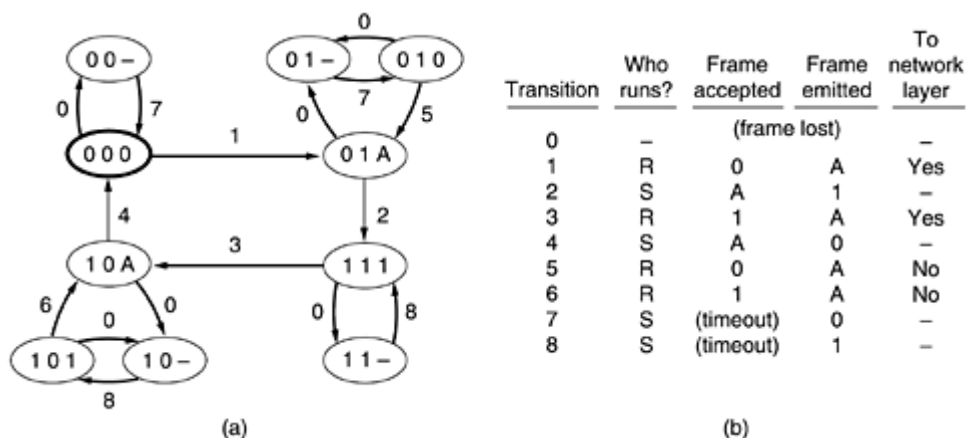 0
0 0 –
0 1 –
0 1 0
7
0
7
0
5
0 0 0
1
0 1 A
4
2
3
1 0 A
1 1 1
6
0
0
0
8
1 0 1
1 0 –
1 1 –
8
(a)
Transition Who runs? Frame accepted Frame emitted To network layer
0 – (frame lost) –
1 R 0 A Yes
2 S A 1 –
3 R 1 A Yes
4 S A 0 –
5 R 0 A No
6 R 1 A No
7 S (timeout) 0 –
8 S (timeout) 1 –
(b)